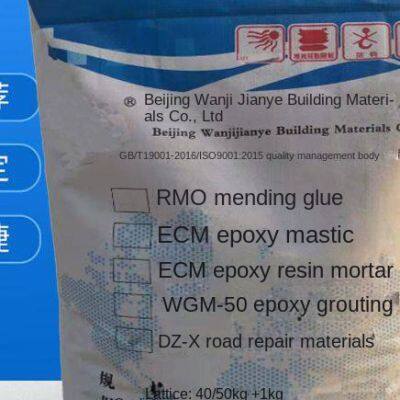 ® Beijing Wanji Jianye Building Materi-
als Co., Ltd
Beijing Wanjijianye Building Materials
GB/T19001-2016/ISO9001:2015 quality management body
RMO mending glue
ECM epoxy mastic
ECM epoxy resin mortar
WGM-50 epoxy grouting
DZ-X road repair materials
规
Lattice: 40/50kg +1kg